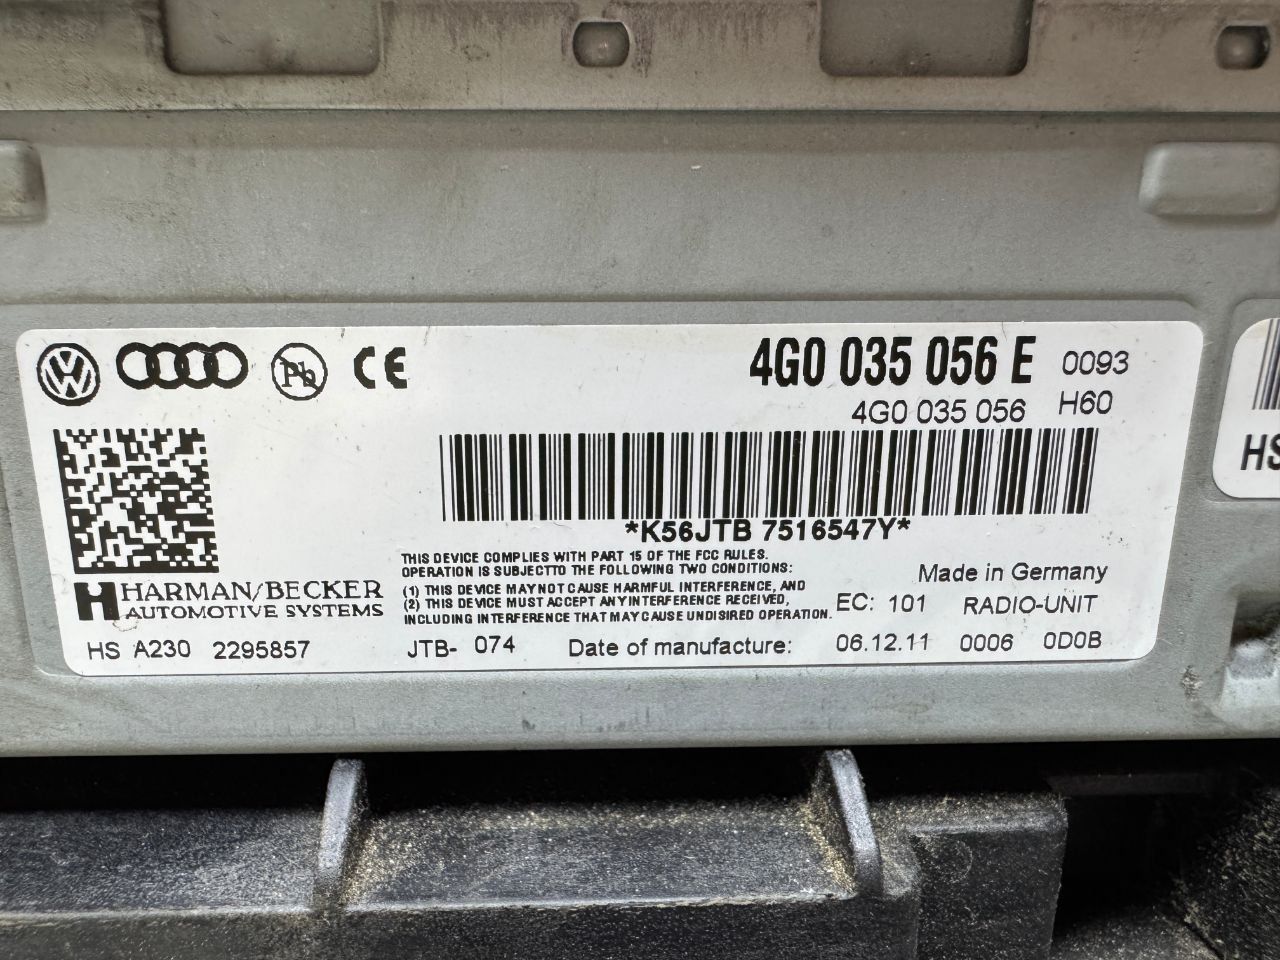 4G0 035 056 E 0093
4G0 035 056 H60
*K56JTB 7516547Y*
THIS DEVICE COMPLIES WITH PART 15 OF THE FCC RULES.
OPERATION IS SUBJECTTO THE FOLLOWING TWO CONDITIONS:
(1) THIS DEVICE MAYNOT CAUSE HARMFUL INTERFERENCE, AND
(2) THIS DEVICE MUST ACCEPT ANYINTERFERENCE RECEIVED,
INCLUDING INTERFERENCE THAT MAY CAUSE UNDISIRED OPERATION.
Made in Germany
EC: 101 RADIO-UNIT
HARMAN/BECKER
AUTOMOTIVE SYSTEMS
HS A230 2295857 JTB- 074 Date of manufacture: 06.12.11 0006 0D0B
Pb
CE
HS